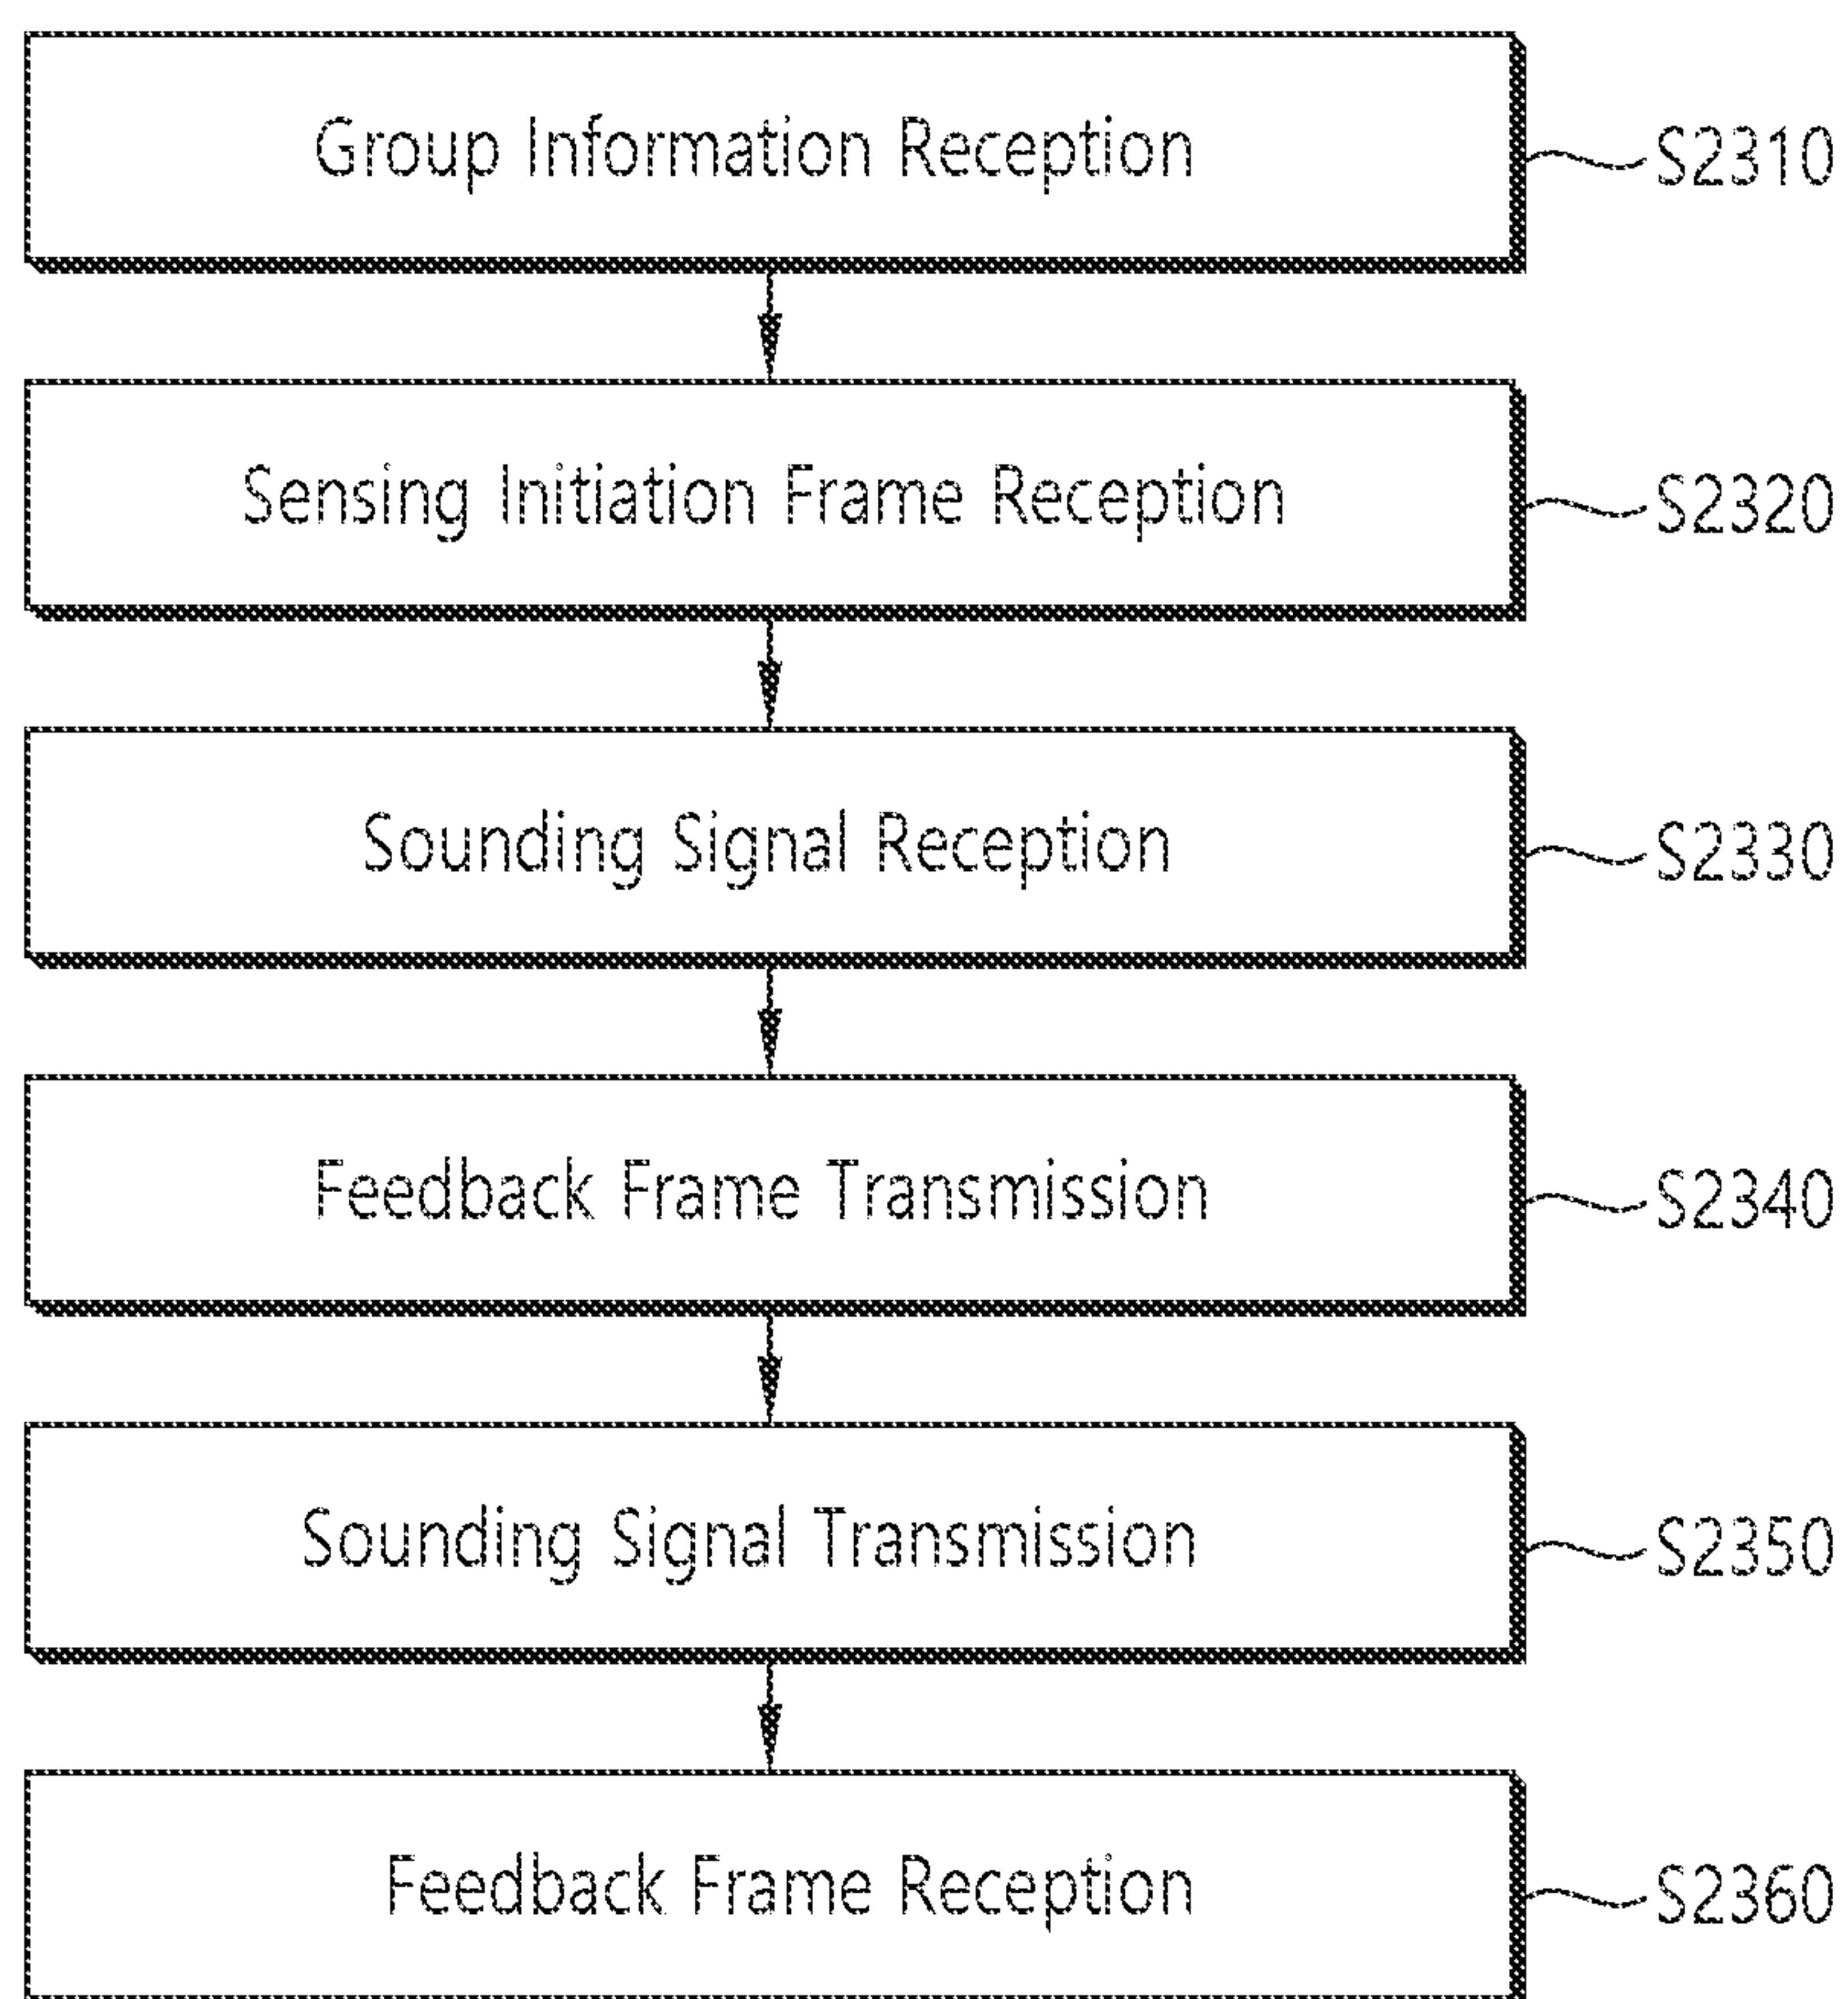 Group Information Reception
S2310
Sensing Initiation Frame Reception
S2320
Sounding Signal Reception
S2330
Feedback Frame Transmission
S2340
Sounding Signal Transmission
S2350
Feedback Frame Reception
S2360